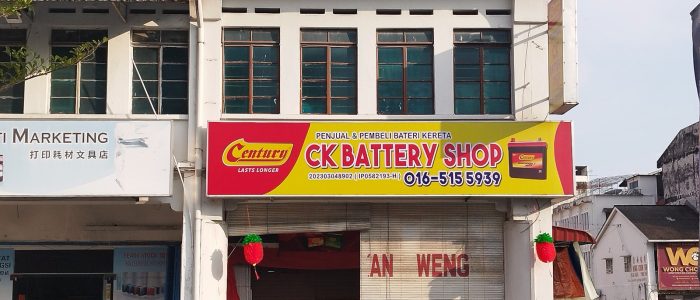 TI MARKETING
打印耗材文具店
Century
LASTS LONGER
PENJUAL & PEMBELI BATERI KERETA
CK BATTERY SHOP
202303048902 ( IP0582193-H )
016-515 5939
'AN WENG
WO
WONG CHO